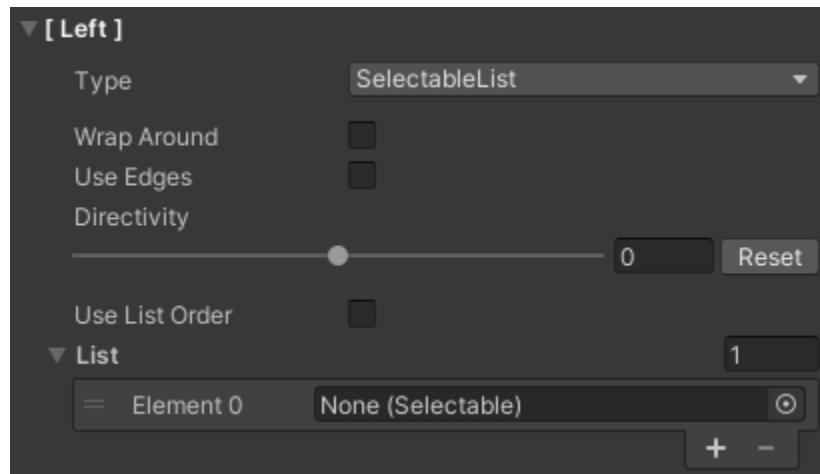 [ Left ]
Type SelectableList
Wrap Around
Use Edges
Directivity
0 Reset
Use List Order
List 1
Element 0 None (Selectable)
+ −